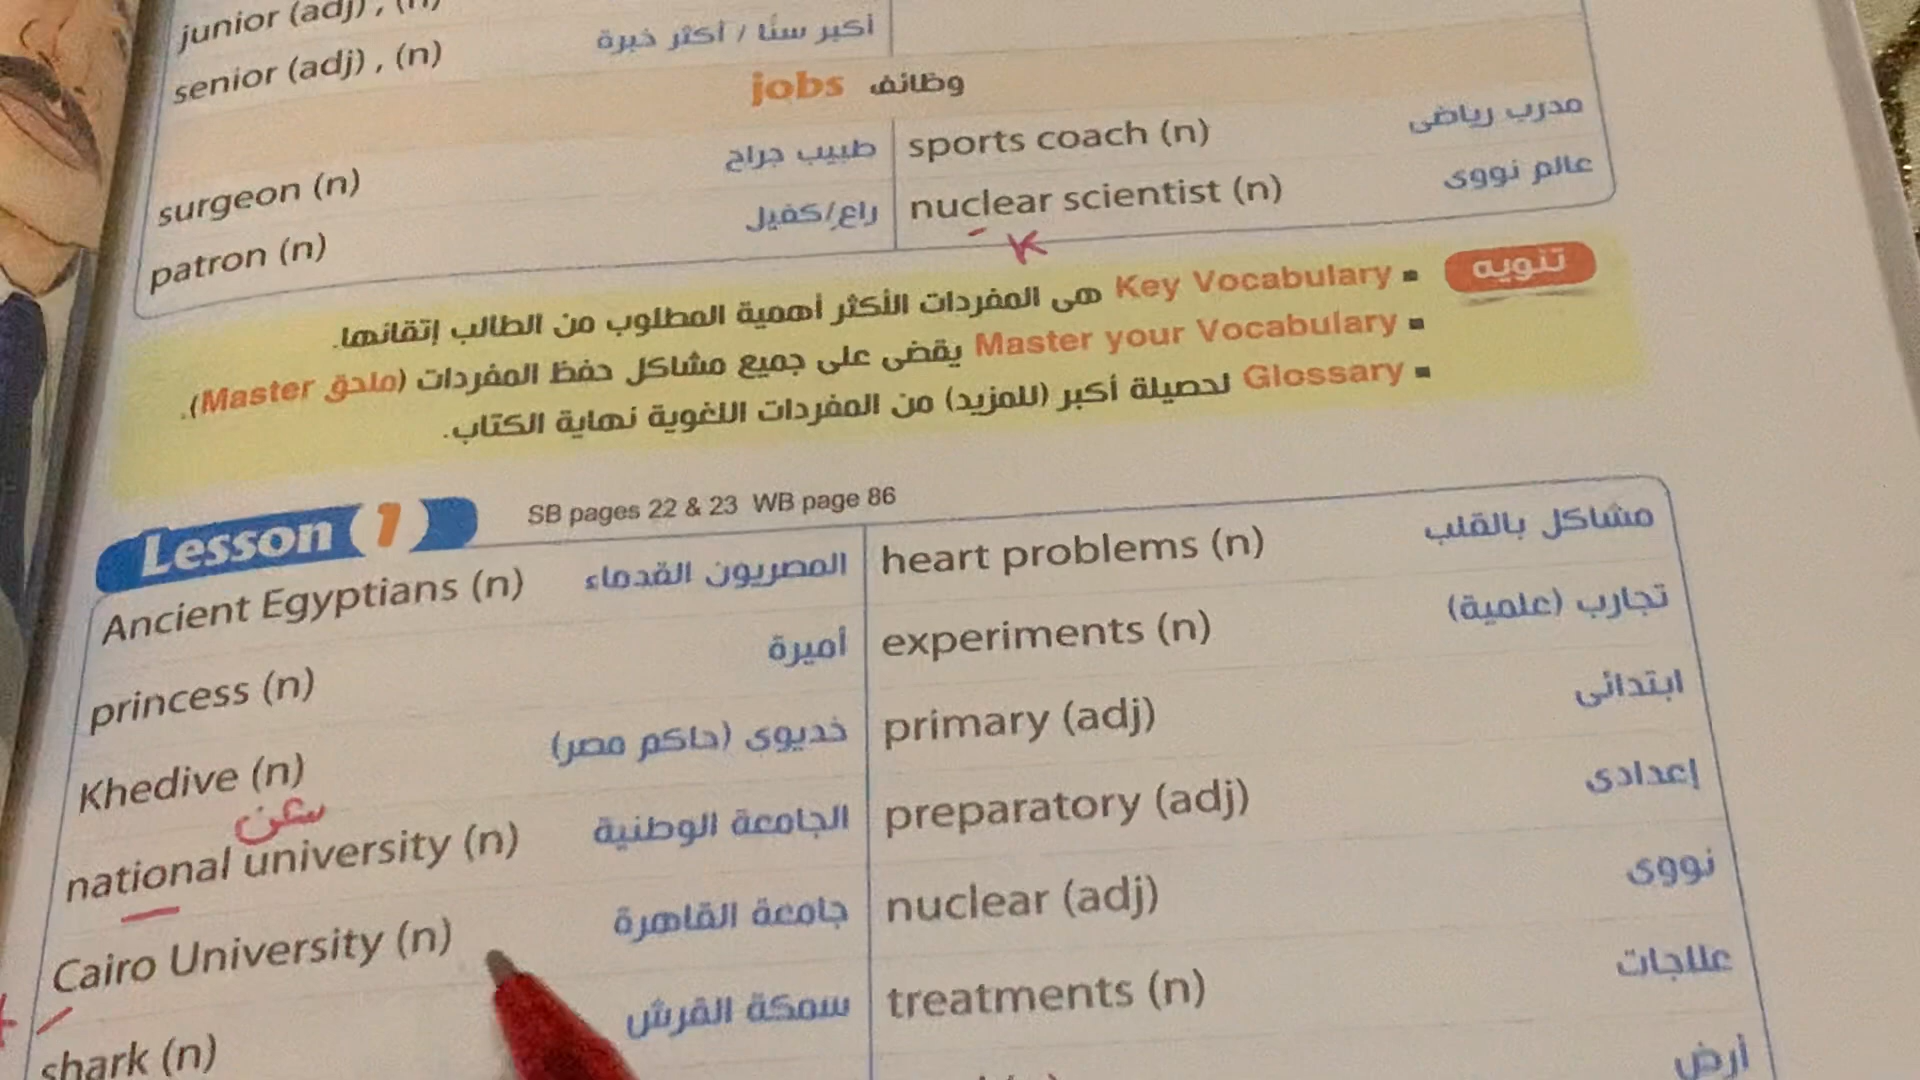 junior (adj) , (n)
senior (adj) , (n) أكبر سنًا / أكثر خبرة
jobs وظائف
surgeon (n) طبيب جراح
sports coach (n) مدرب رياضى
patron (n) راعٍ/كفيل
nuclear scientist (n) عالم نووى
تنويه
▪ Key Vocabulary هى المفردات الأكثر أهمية المطلوب من الطالب إتقانها.
▪ Master your Vocabulary يقضى على جميع مشاكل حفظ المفردات (ملحق Master).
▪ Glossary لحصيلة أكبر (للمزيد) من المفردات اللغوية نهاية الكتاب.
Lesson (1) SB pages 22 & 23 WB page 86
Ancient Egyptians (n) المصريون القدماء
heart problems (n) مشاكل بالقلب
princess (n) أميرة
experiments (n) تجارب (علمية)
Khedive (n) خديوى (حاكم مصر)
primary (adj) ابتدائى
national university (n) الجامعة الوطنية
preparatory (adj) إعدادى
Cairo University (n) جامعة القاهرة
nuclear (adj) نووى
shark (n) سمكة القرش
treatments (n) علاجات
أرض